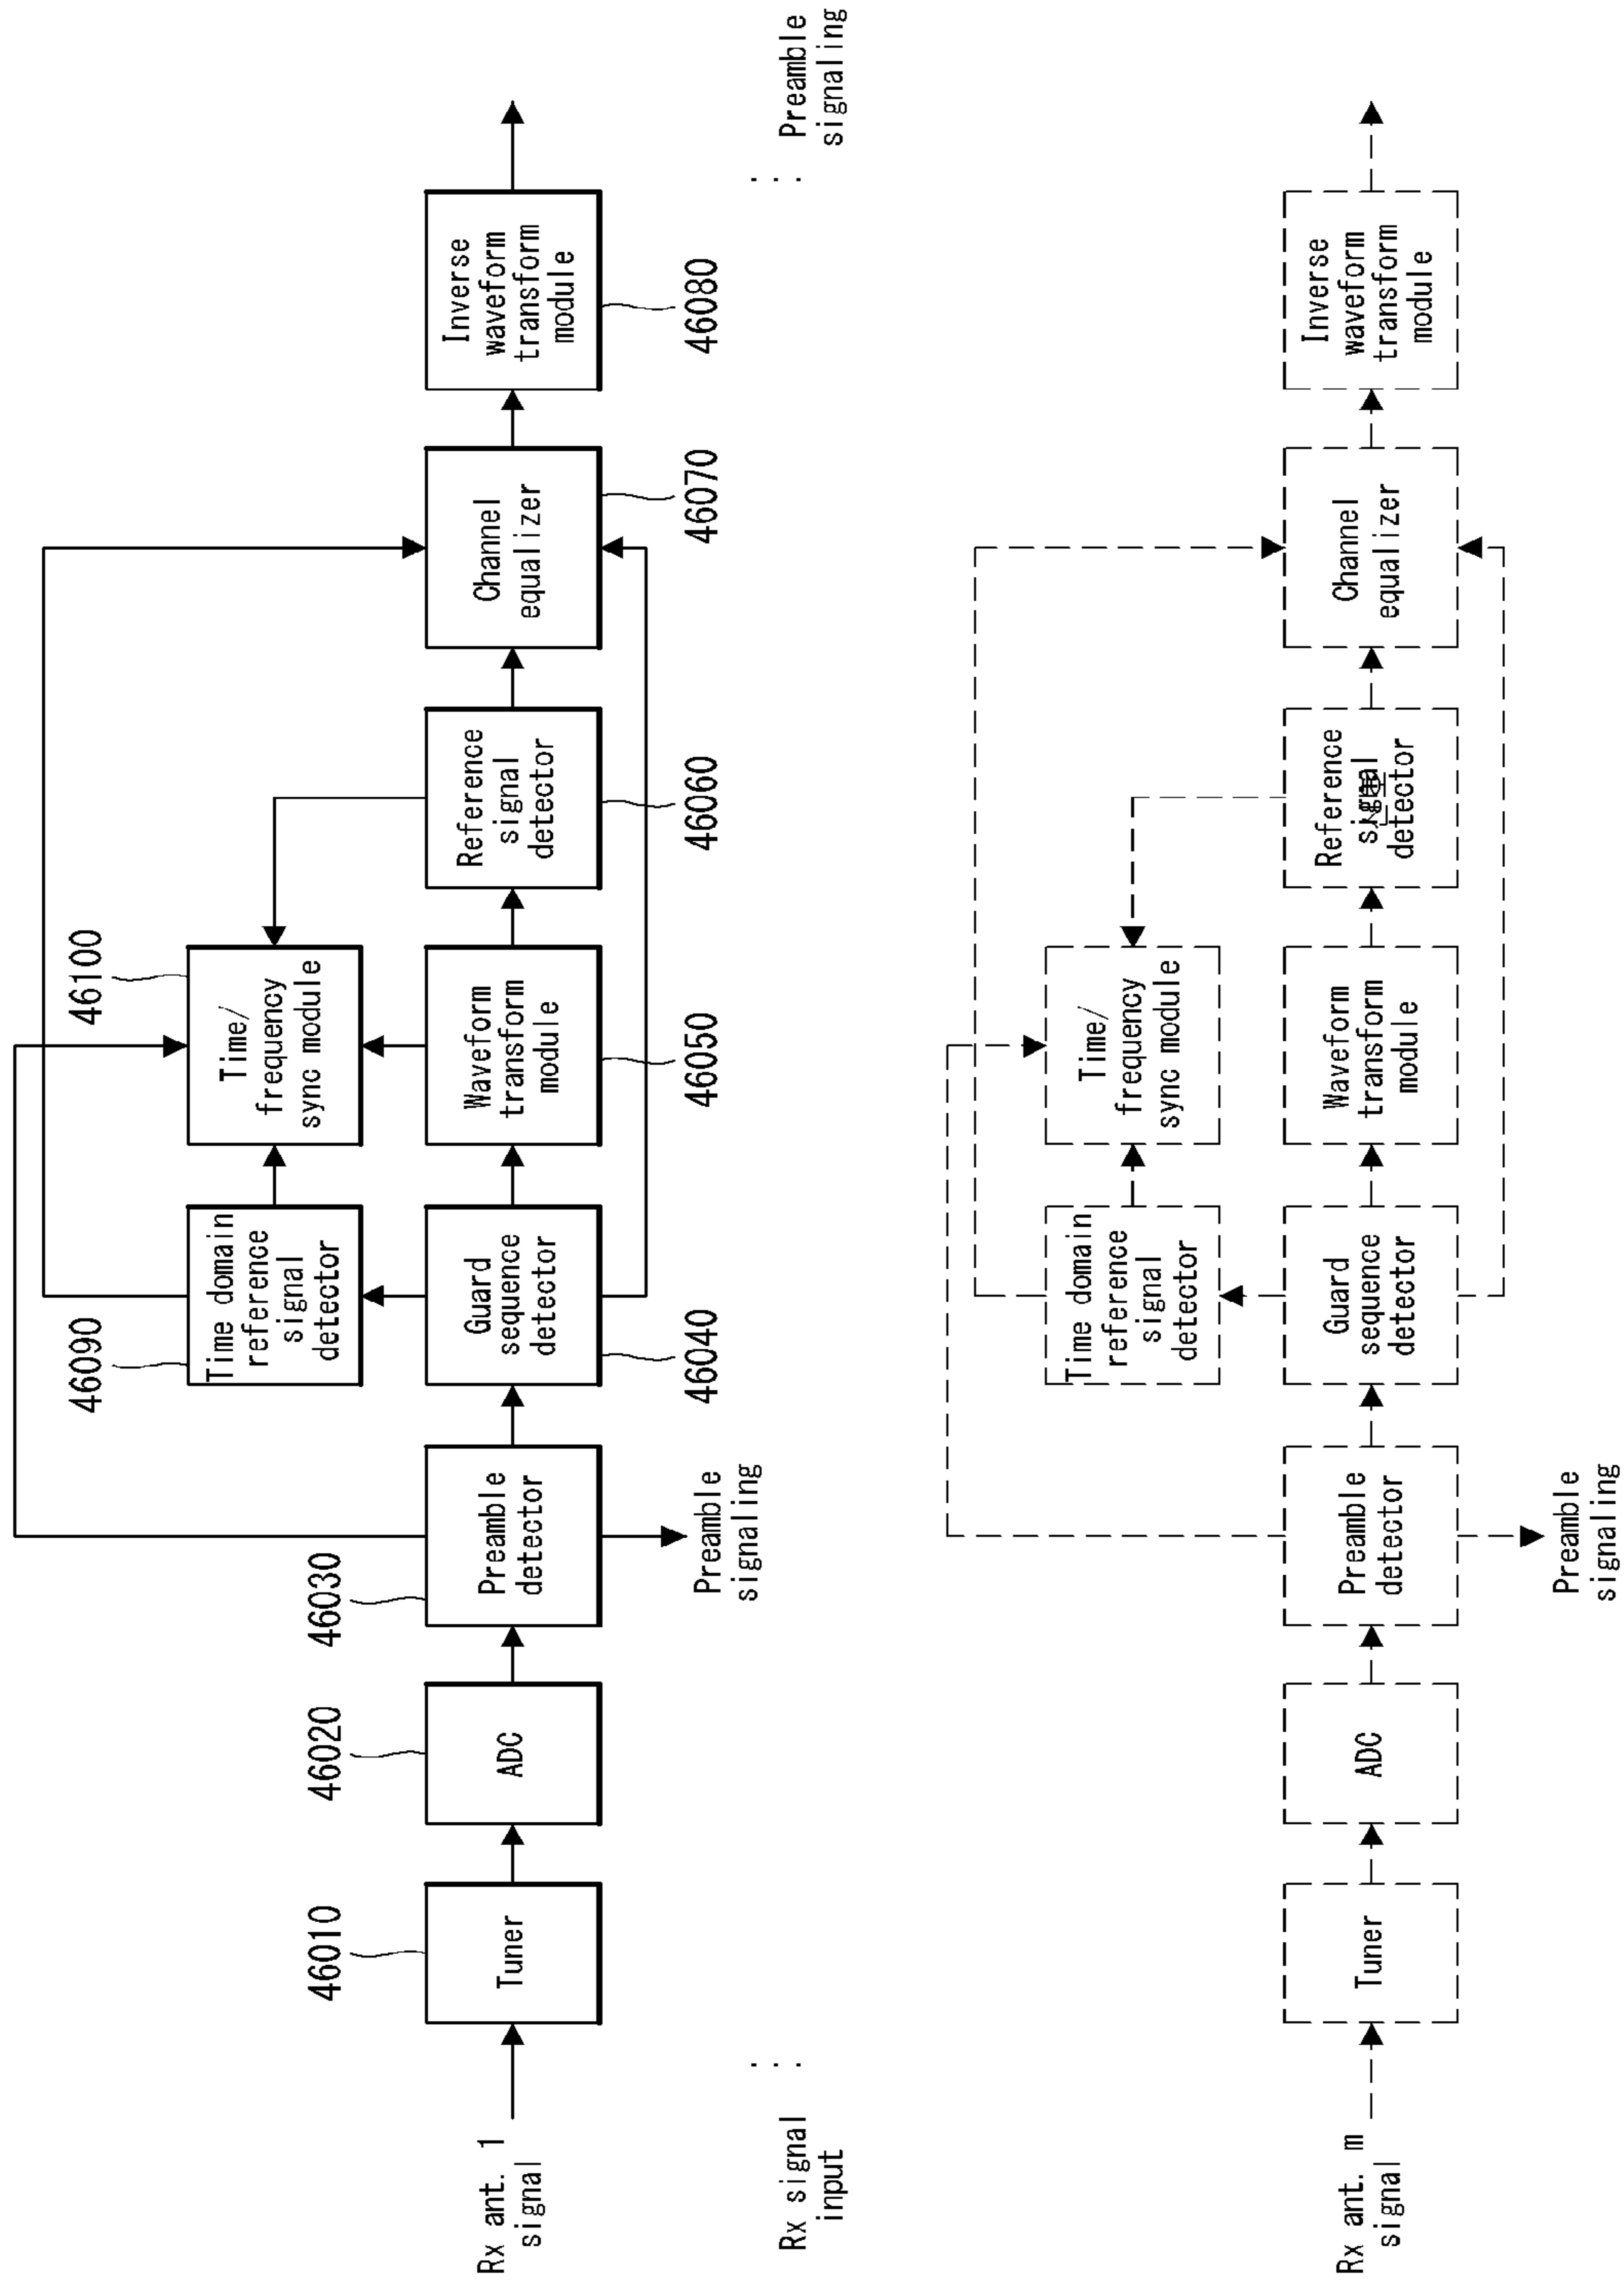 46100
46090
46030
46020
46010
Time/
frequency
sync module
Time domain
reference
signal
detector
Rx ant. 1
signal
Tuner
ADC
Preamble
detector
Guard
sequence
detector
Waveform
transform
module
Reference
signal
detector
Channel
equalizer
Inverse
waveform
transform
module
46040
46050
46060
46070
46080
Preamble
signaling
Rx signal
input
...
...
Preamble
signaling
Time domain
reference
signal
detector
Time/
frequency
sync module
Rx ant. m
signal
Tuner
ADC
Preamble
detector
Guard
sequence
detector
Waveform
transform
module
Reference
signal
detector
Channel
equalizer
Inverse
waveform
transform
module
Preamble
signaling